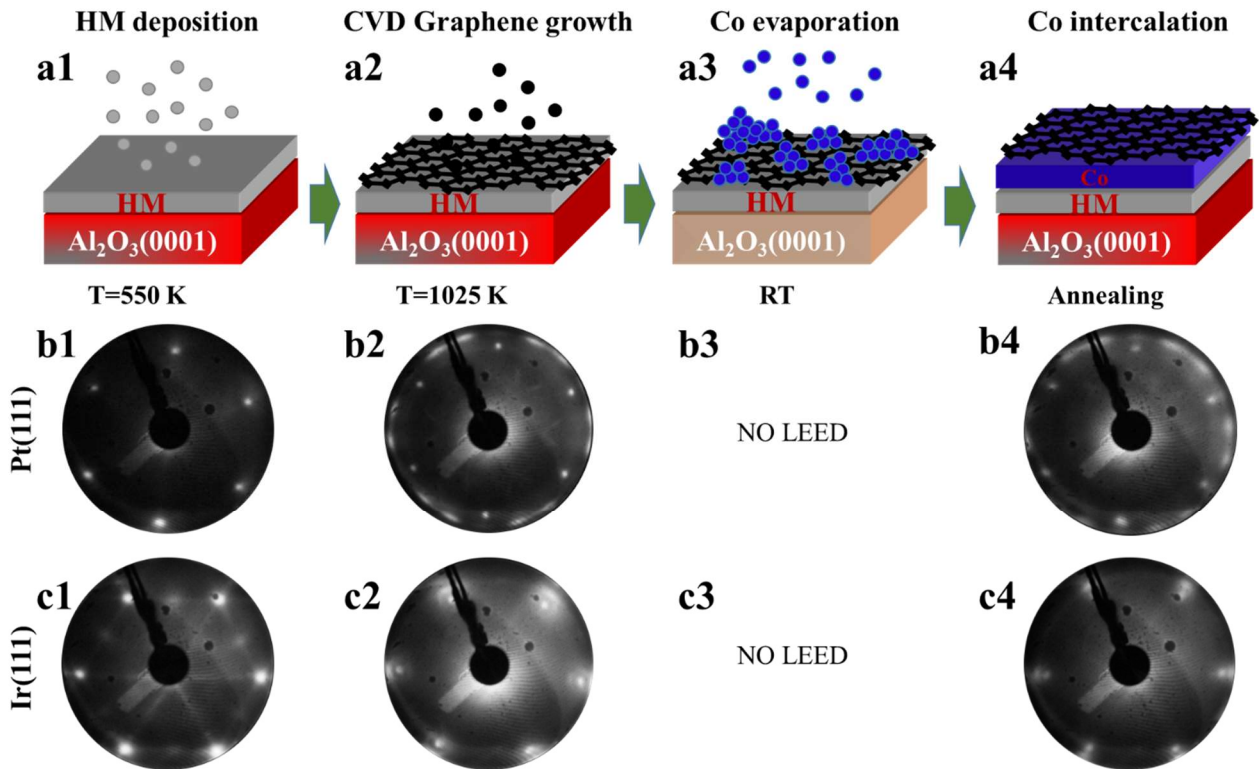 HM deposition
CVD Graphene growth
Co evaporation
Co intercalation
a1
a2
a3
a4
HM
HM
HM
Co
HM
Al₂O₃(0001)
Al₂O₃(0001)
Al₂O₃(0001)
Al₂O₃(0001)
T=550 K
T=1025 K
RT
Annealing
Pt(111)
b1
b2
b3
NO LEED
b4
Ir(111)
c1
c2
c3
NO LEED
c4